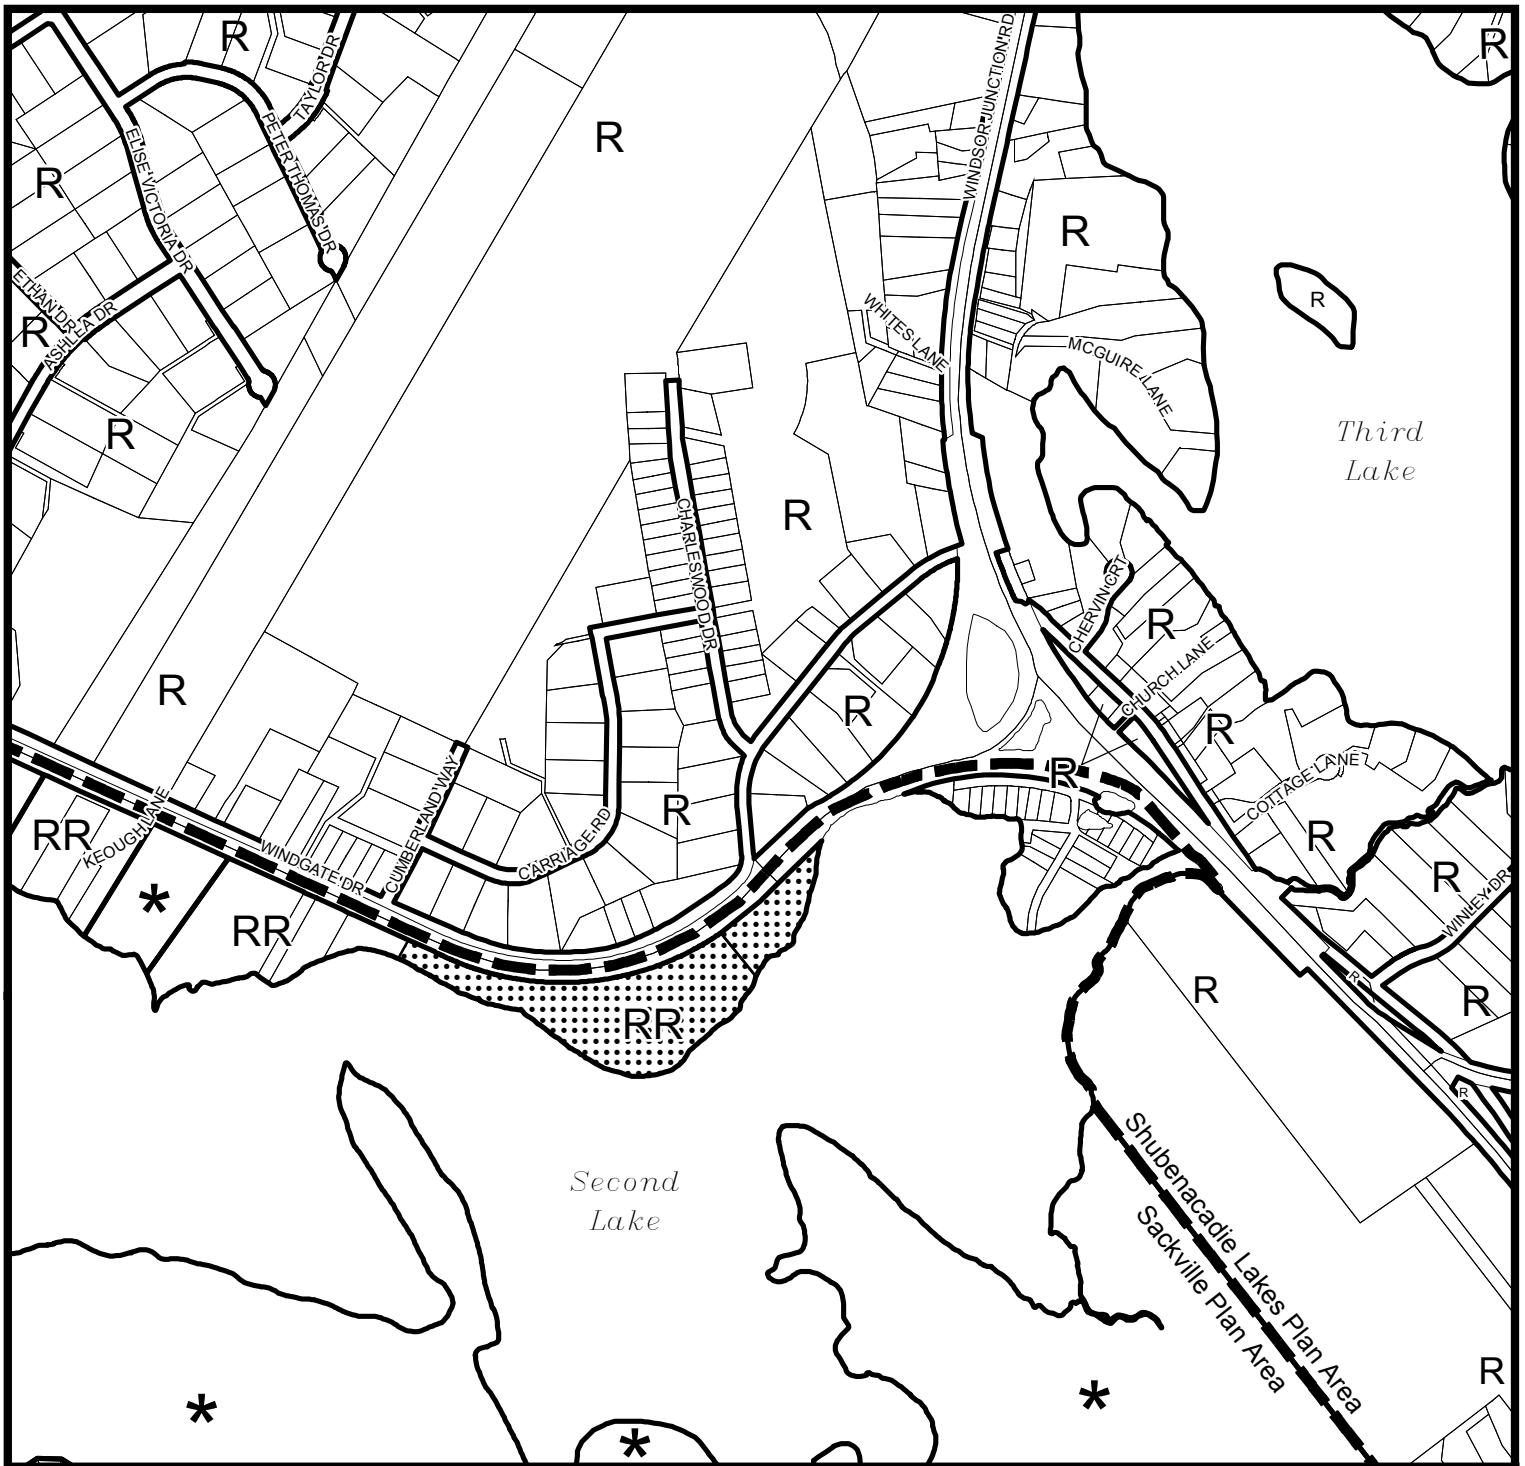 R
R
TAYLOR DR
WINDSOR JUNCTION RD
R
PETER THOMAS DR
ELISE VICTORIA DR
R
R
ETHAN DR
ASHLEA DR
R
WHITES LANE
R
MCGUIRE LANE
R
Third
Lake
CHARLESWOOD DR
R
CHERVIN CRT
R
CHURCH LANE
R
R
R
COTTAGE LANE
R
CUMBERLAND WAY
CARRIAGE RD
R
KEOUGH LANE
RR
WINDGATE DR
R
R
WINLEY DR
*
RR
R
R
R
RR
R
Second
Lake
Shubenacadie Lakes Plan Area
Sackville Plan Area
R
*
*
*